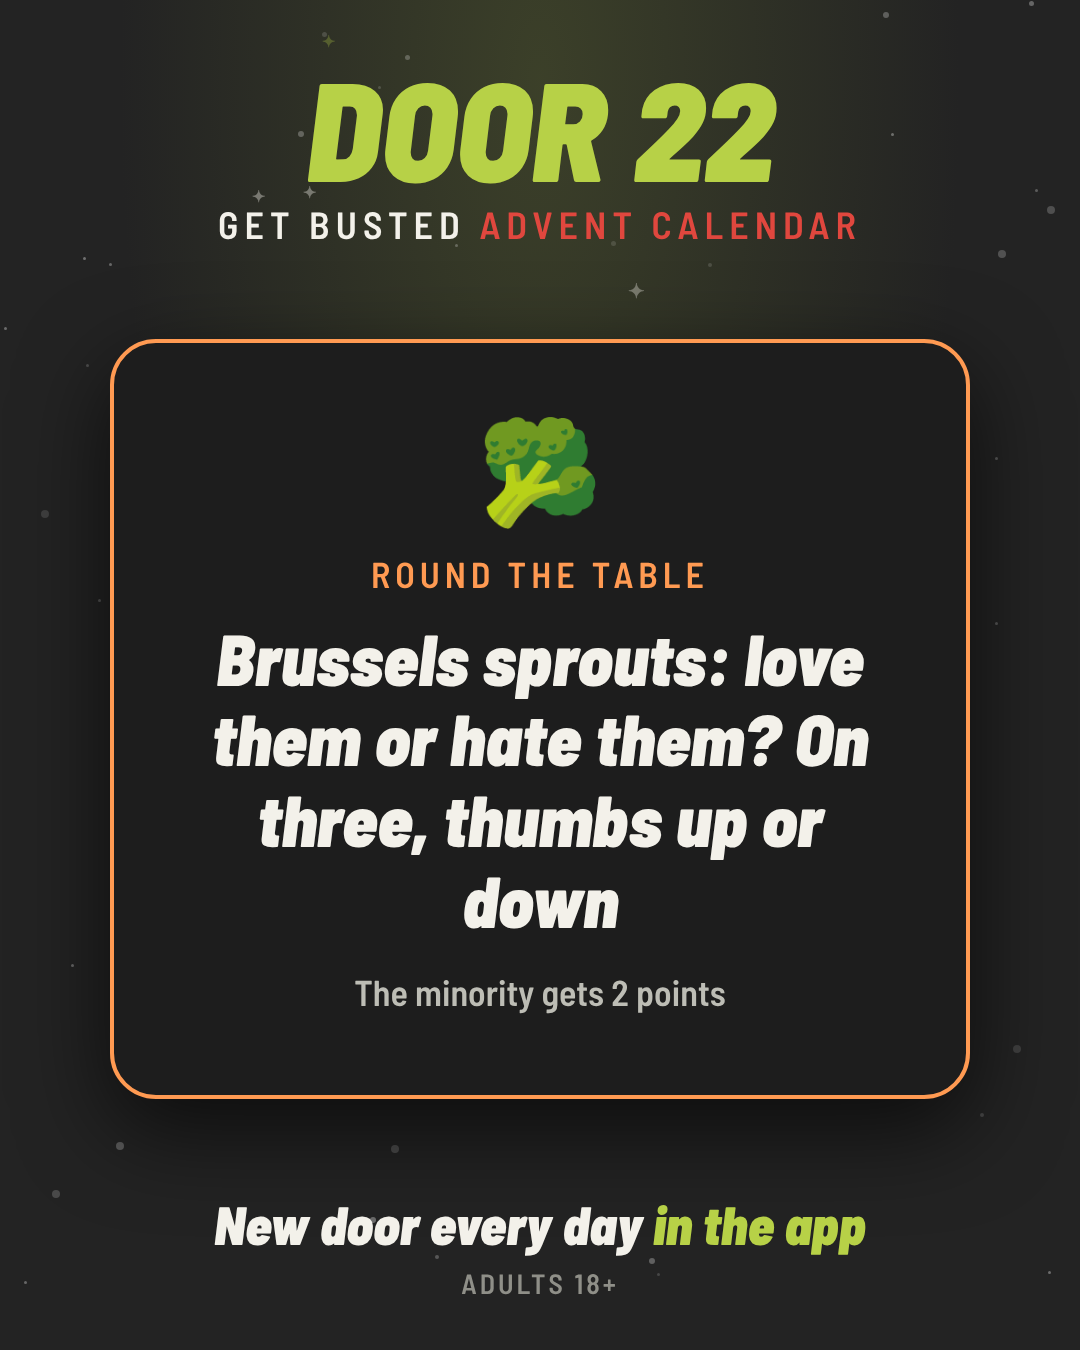 DOOR 22
GET BUSTED ADVENT CALENDAR
ROUND THE TABLE
Brussels sprouts: love
them or hate them? On
three, thumbs up or
down
The minority gets 2 points
New door every day in the app
ADULTS 18+